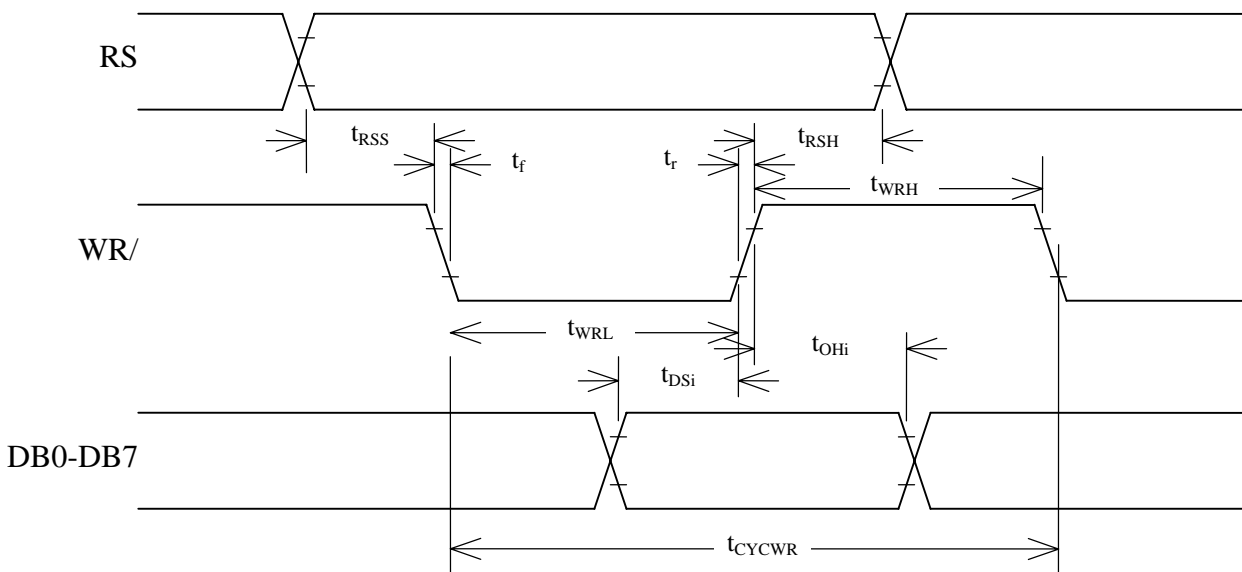 RS
tRSS
tRSH
tf
tr
tWRH
WR/
tWRL
tOHi
tDSi
DB0-DB7
tCYCWR